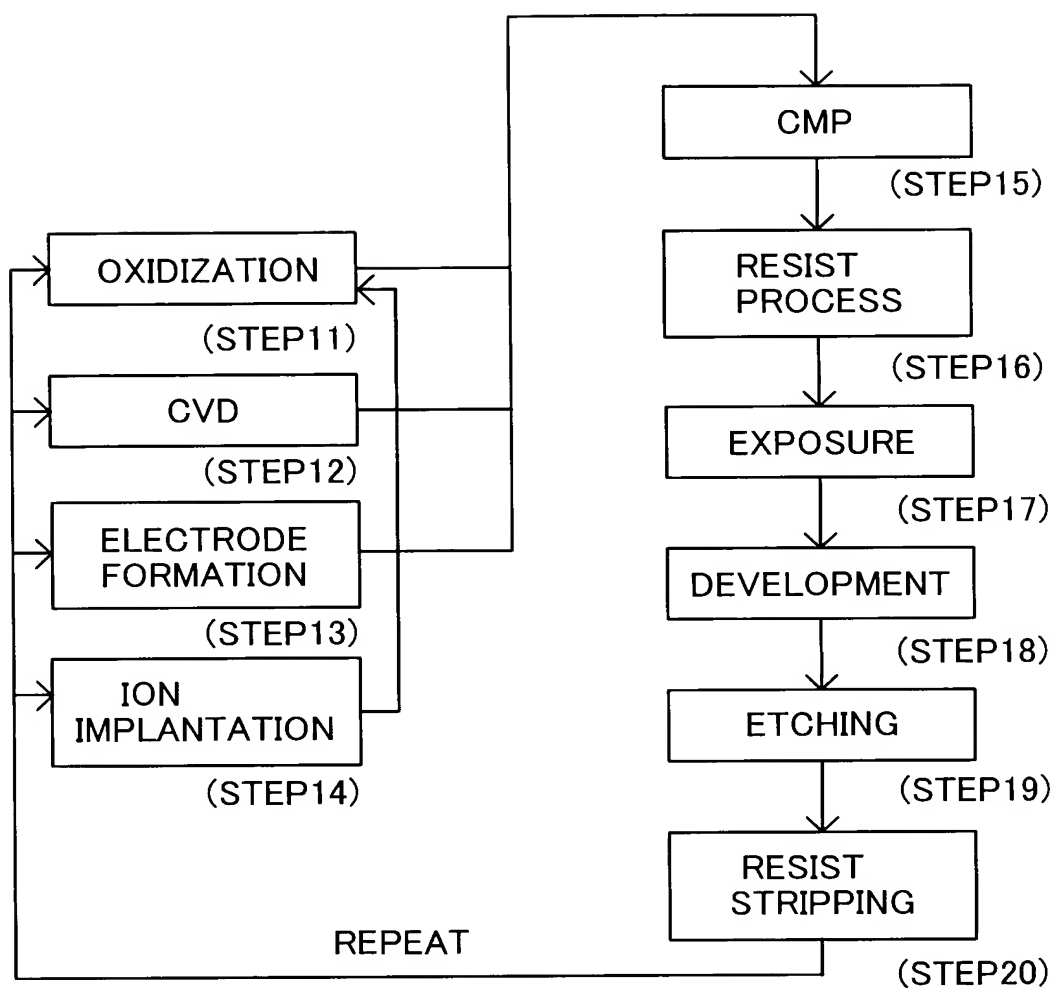 OXIDIZATION
(STEP11)
CVD
(STEP12)
ELECTRODE
FORMATION
(STEP13)
ION
IMPLANTATION
(STEP14)
CMP
(STEP15)
RESIST
PROCESS
(STEP16)
EXPOSURE
(STEP17)
DEVELOPMENT
(STEP18)
ETCHING
(STEP19)
RESIST
STRIPPING
(STEP20)
REPEAT